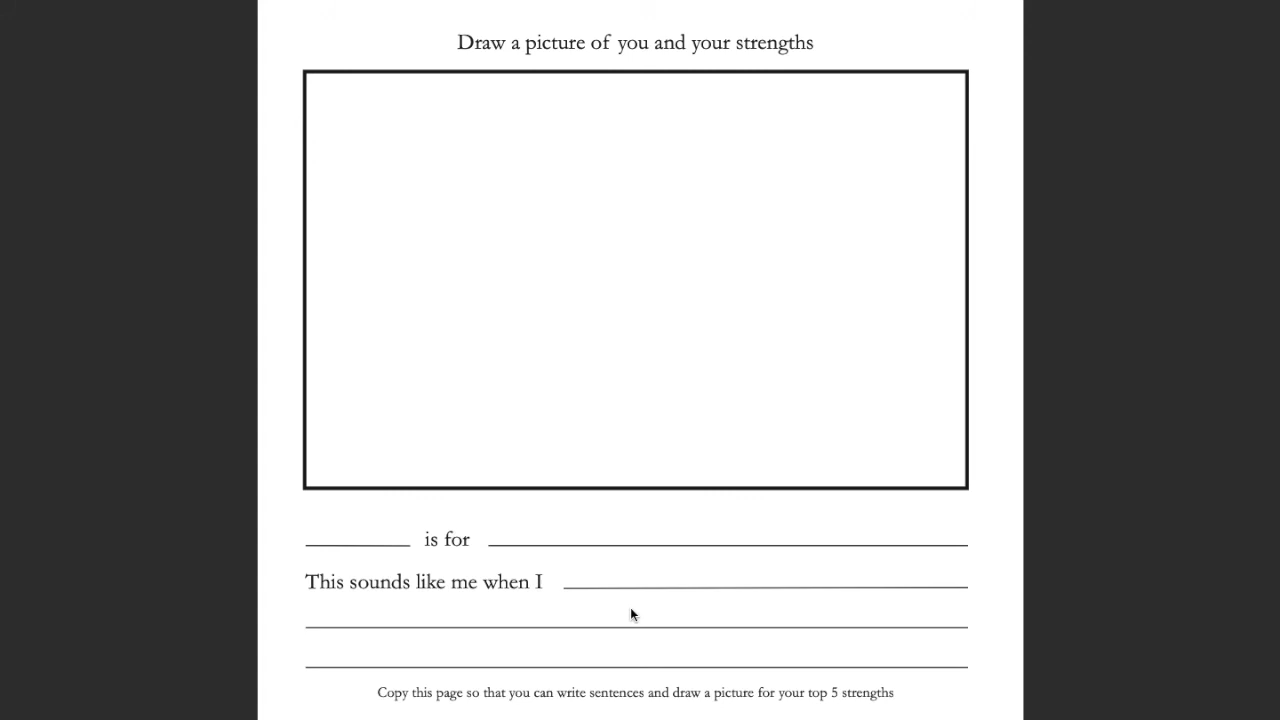 Draw a picture of you and your strengths
is for
This sounds like me when I
Copy this page so that you can write sentences and draw a picture for your top 5 strengths